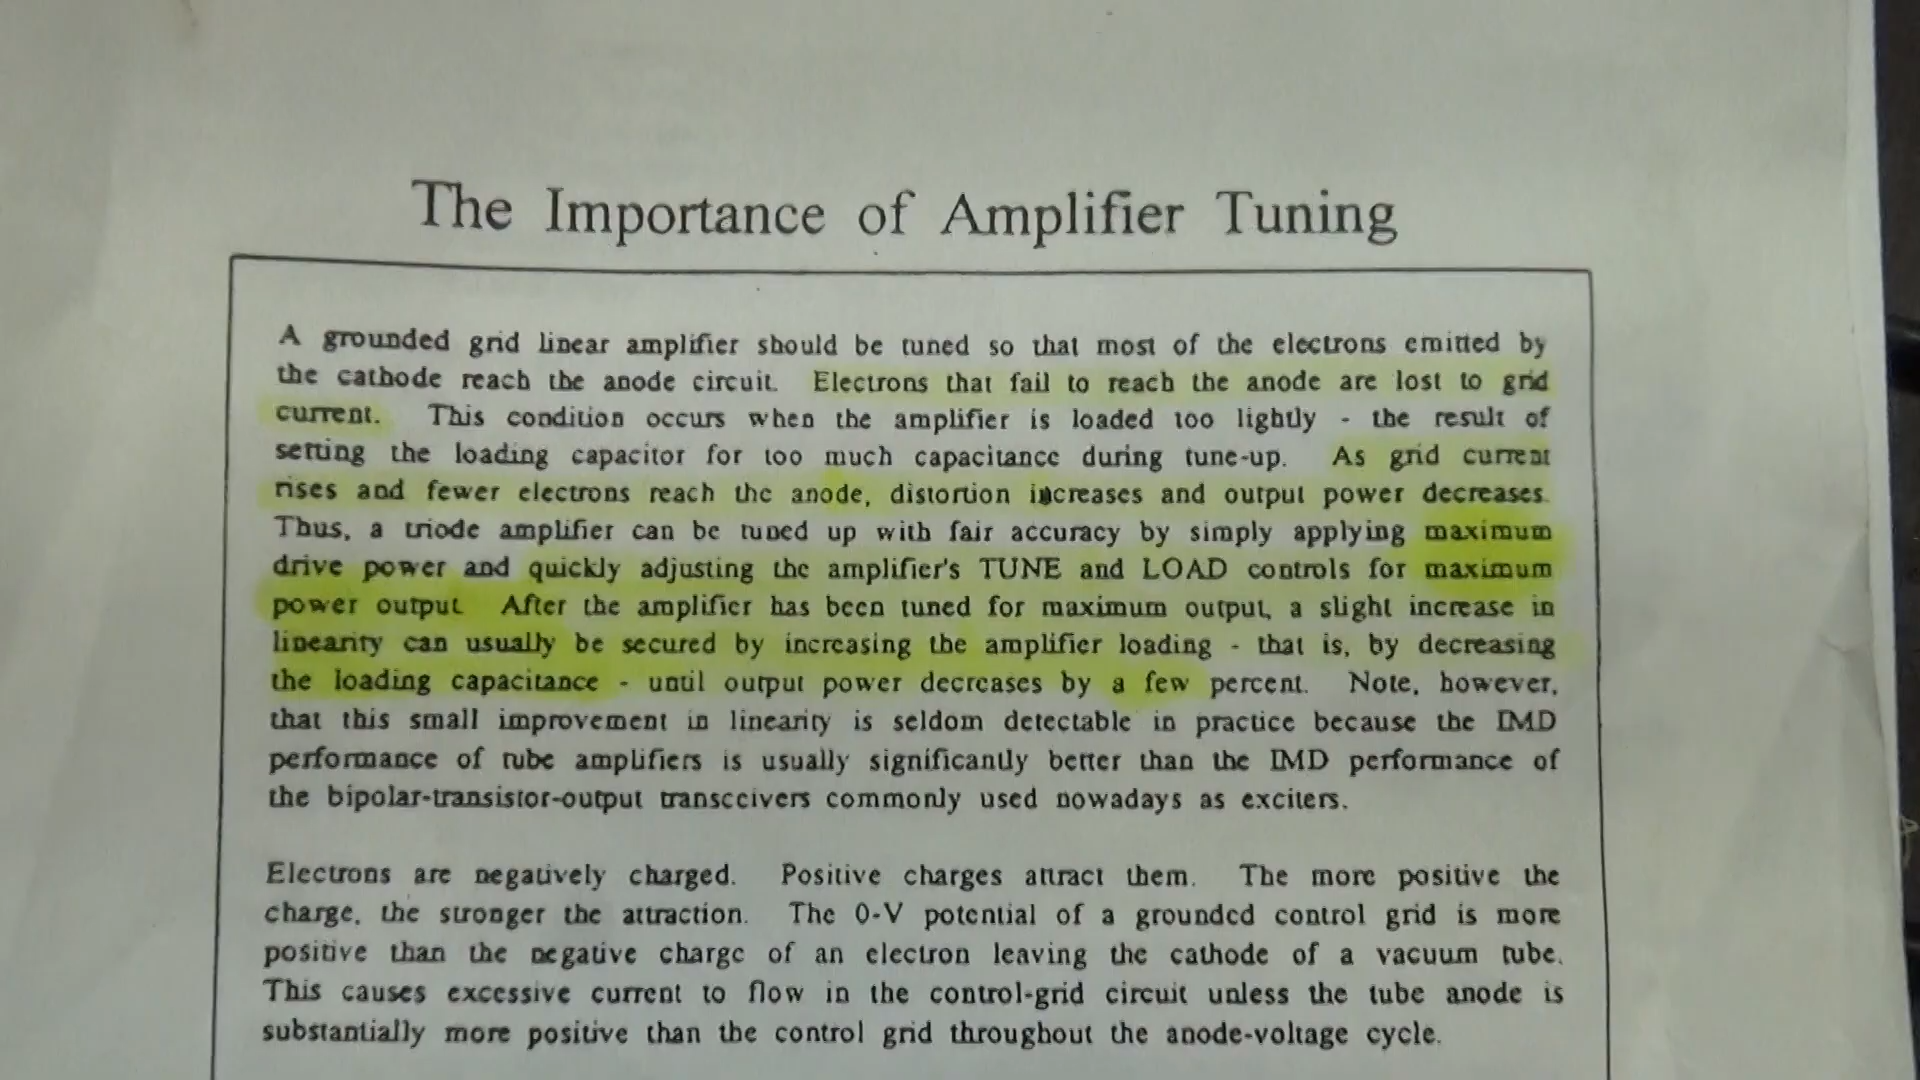 The Importance of Amplifier Tuning
A grounded grid linear amplifier should be tuned so that most of the electrons emitted by
the cathode reach the anode circuit. Electrons that fail to reach the anode are lost to grid
current. This condition occurs when the amplifier is loaded too lightly - the result of
setting the loading capacitor for too much capacitance during tune-up. As grid current
rises and fewer electrons reach the anode, distortion increases and output power decreases.
Thus, a triode amplifier can be tuned up with fair accuracy by simply applying maximum
drive power and quickly adjusting the amplifier's TUNE and LOAD controls for maximum
power output. After the amplifier has been tuned for maximum output, a slight increase in
linearity can usually be secured by increasing the amplifier loading - that is, by decreasing
the loading capacitance - until output power decreases by a few percent. Note, however,
that this small improvement in linearity is seldom detectable in practice because the IMD
performance of tube amplifiers is usually significantly better than the IMD performance of
the bipolar-transistor-output transceivers commonly used nowadays as exciters.
Electrons are negatively charged. Positive charges attract them. The more positive the
charge, the stronger the attraction. The 0-V potential of a grounded control grid is more
positive than the negative charge of an electron leaving the cathode of a vacuum tube.
This causes excessive current to flow in the control-grid circuit unless the tube anode is
substantially more positive than the control grid throughout the anode-voltage cycle.